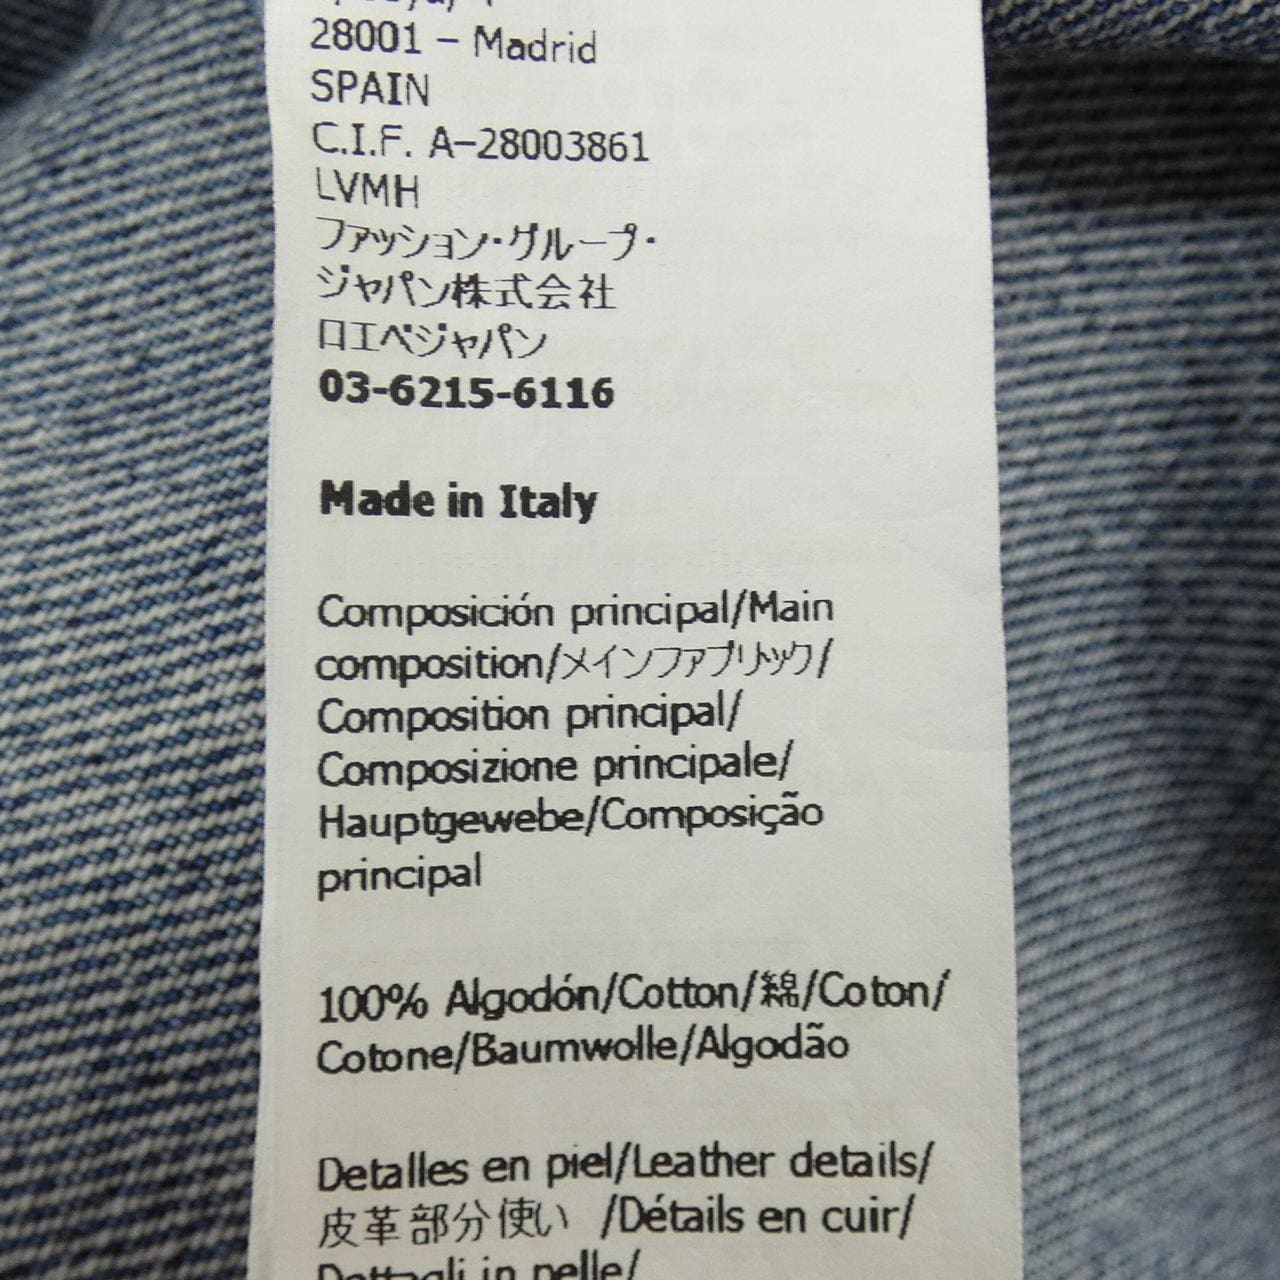 28001 – Madrid
SPAIN
C.I.F. A–28003861
LVMH
ファッション・グループ・
ジャパン株式会社
ロエベジャパン
03-6215-6116
Made in Italy
Composición principal/Main
composition/メインファブリック/
Composition principal/
Composizione principale/
Hauptgewebe/Composição
principal
100% Algodón/Cotton/綿/Coton/
Cotone/Baumwolle/Algodão
Detalles en piel/Leather details/
皮革部分使い /Détails en cuir/
Dettagli in pelle/